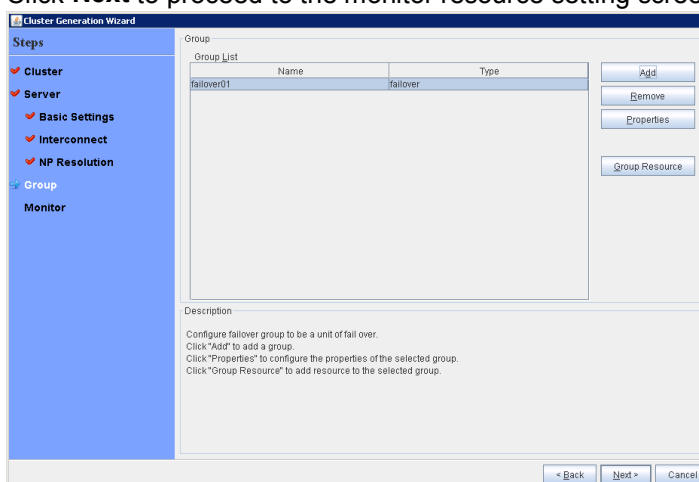 Click Next to proceed to the monitor resource setting scree
Cluster Generation Wizard
Steps
Cluster
Server
Basic Settings
Interconnect
NP Resolution
Group
Monitor
Group
Group List
Name Type
failover01 failover
Add
Remove
Properties
Group Resource
Description
Configure failover group to be a unit of fail over.
Click "Add" to add a group.
Click "Properties" to configure the properties of the selected group.
Click "Group Resource" to add resource to the selected group.
< Back Next > Cancel